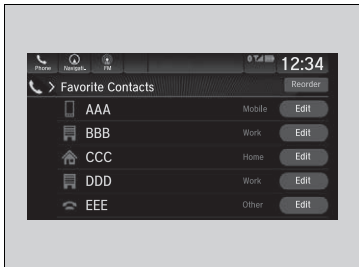 Phone Navigati.. FM 12:34
Favorite Contacts Reorder
AAA Mobile Edit
BBB Work Edit
CCC Home Edit
DDD Work Edit
EEE Other Edit